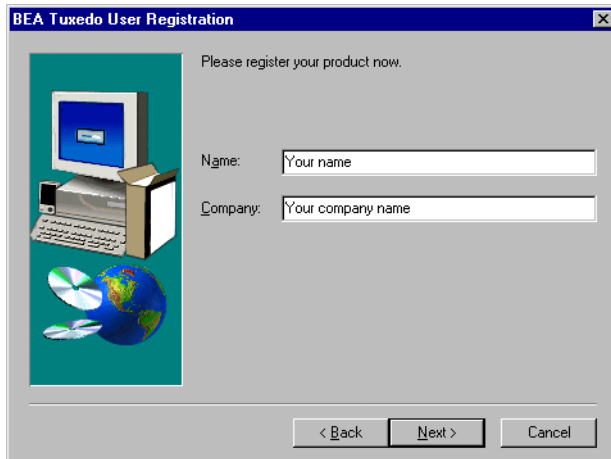 BEA Tuxedo User Registration
Please register your product now.
Name: Your name
Company: Your company name
< Back Next > Cancel